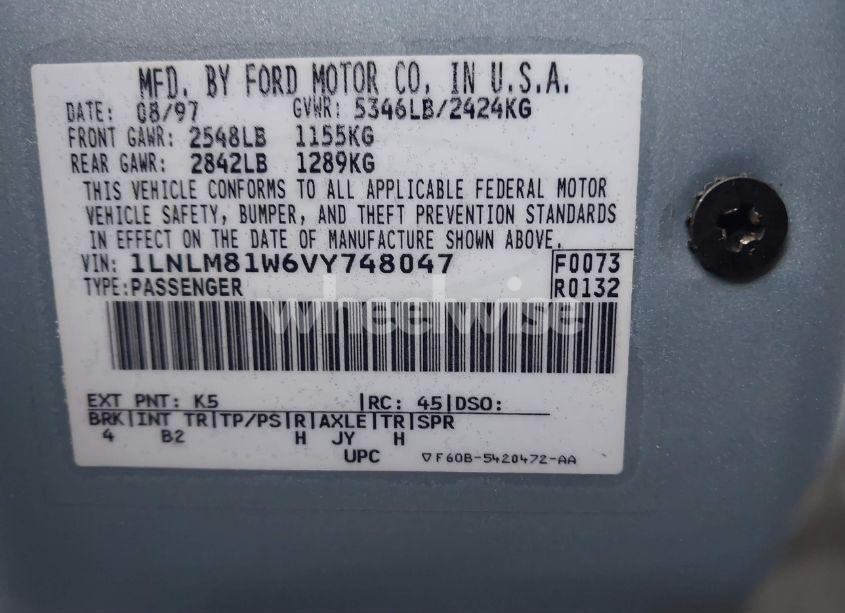 MFD. BY FORD MOTOR CO. IN U.S.A.
DATE: 08/97 GVWR: 5346LB/2424KG
FRONT GAWR: 2548LB 1155KG
REAR GAWR: 2842LB 1289KG
THIS VEHICLE CONFORMS TO ALL APPLICABLE FEDERAL MOTOR
VEHICLE SAFETY, BUMPER, AND THEFT PREVENTION STANDARDS
IN EFFECT ON THE DATE OF MANUFACTURE SHOWN ABOVE.
VIN: 1LNLM81W6VY748047 F0073
TYPE: PASSENGER R0132
wheelwise
EXT PNT: K5 |RC: 45|DSO:
BRK|INT TR|TP/PS|R|AXLE|TR|SPR
4 B2 H JY H
UPC ▽F60B-5420472-AA